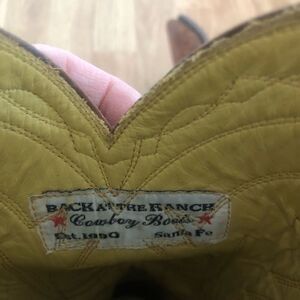 BACK AT THE RANCH
Cowboy Boots
Est. 1990 Santa Fe